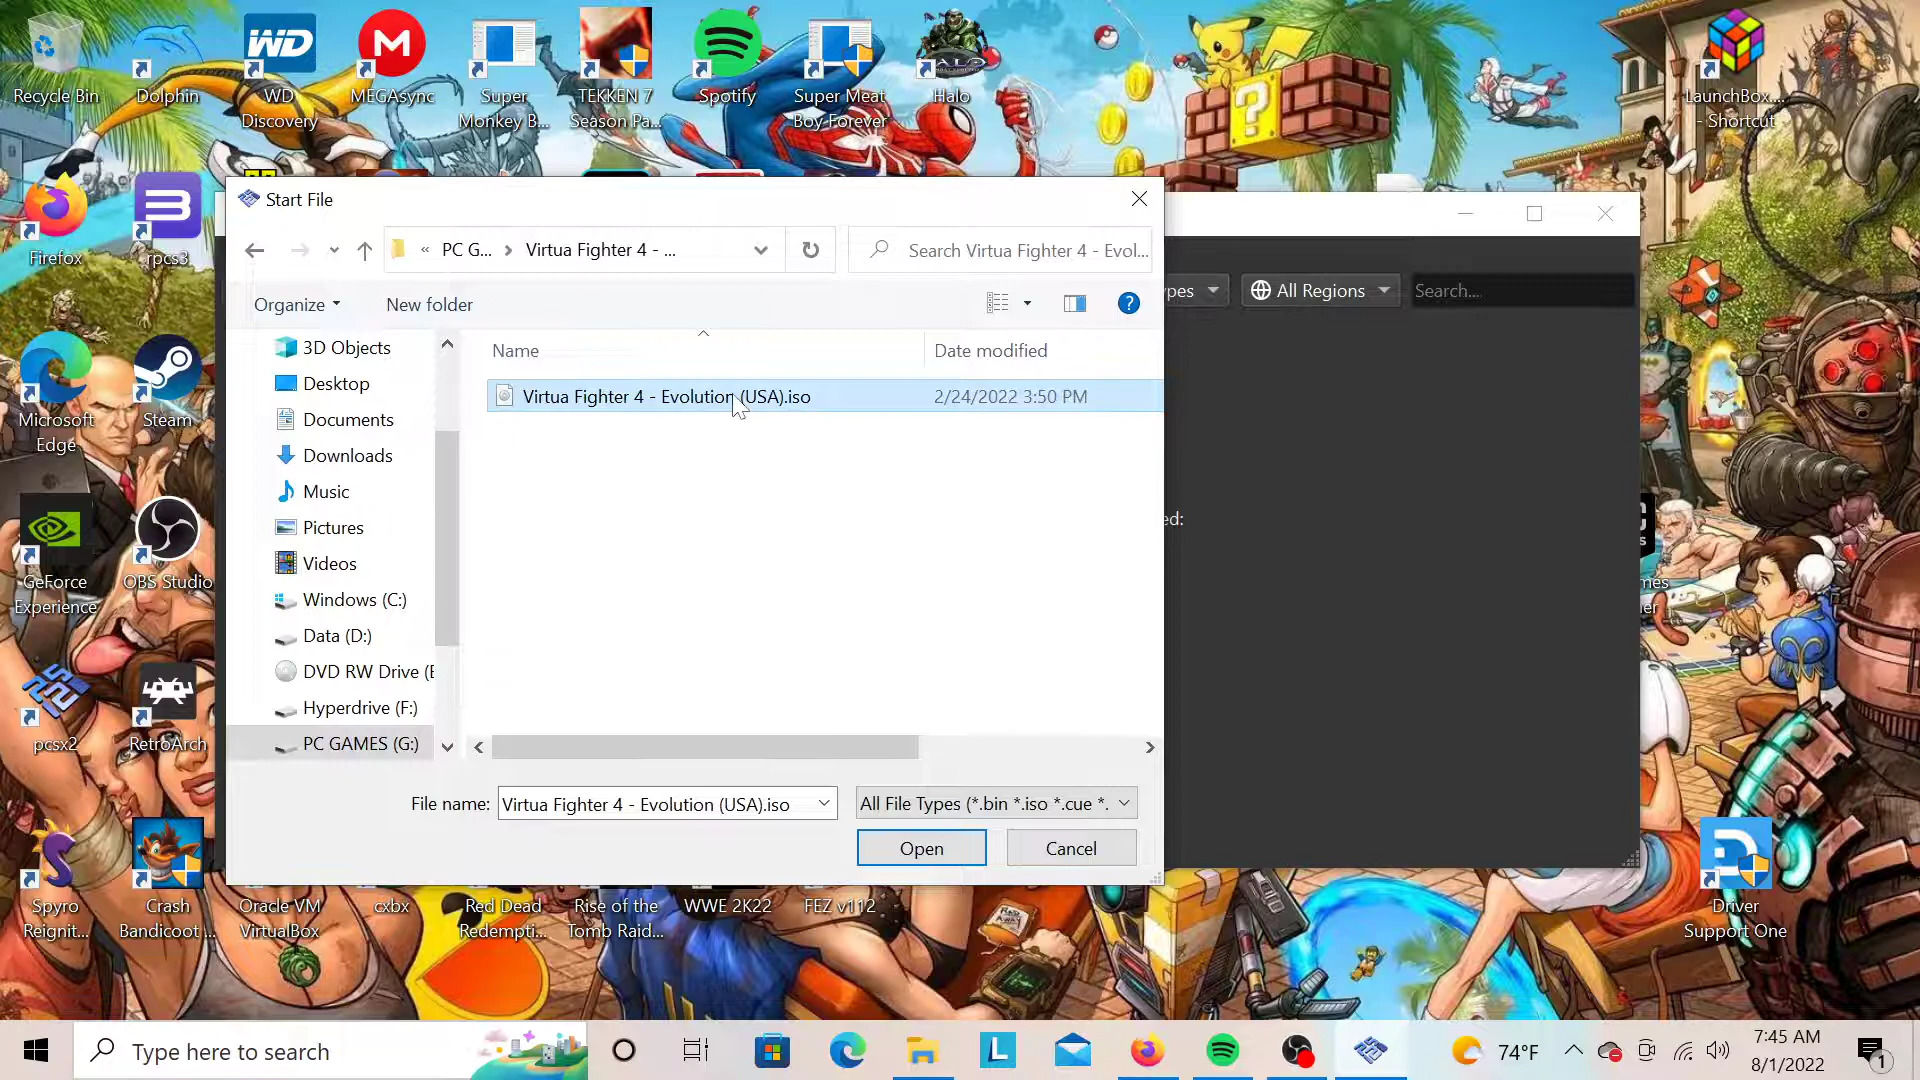 Recycle Bin
Dolphin
WD
WD
Discovery
MEGAsync
Super
Monkey B...
TEKKEN 7
Season Pa...
Spotify
Super Meat
Boy Forever
HALO
Halo
LaunchBox....
- Shortcut
Firefox
rpcs3
Microsoft
Edge
Steam
GeForce
Experience
OBS Studio
pcsx2
RetroArch
Spyro
Reignit...
Crash
Bandicoot ...
Oracle VM
VirtualBox
cxbx
Red Dead
Redempti...
Rise of the
Tomb Raid...
WWE 2K22
FEZ v112
Driver
Support One
Start File
« PC G... > Virtua Fighter 4 - ...
Search Virtua Fighter 4 - Evol...
Organize
New folder
3D Objects
Desktop
Documents
Downloads
Music
Pictures
Videos
Windows (C:)
Data (D:)
DVD RW Drive (E
Hyperdrive (F:)
PC GAMES (G:)
Name
Date modified
Virtua Fighter 4 - Evolution (USA).iso
2/24/2022 3:50 PM
File name:
Virtua Fighter 4 - Evolution (USA).iso
All File Types (*.bin *.iso *.cue *.
Open
Cancel
ypes
All Regions
Search...
ed:
mes
er
Type here to search
74°F
7:45 AM
8/1/2022
1